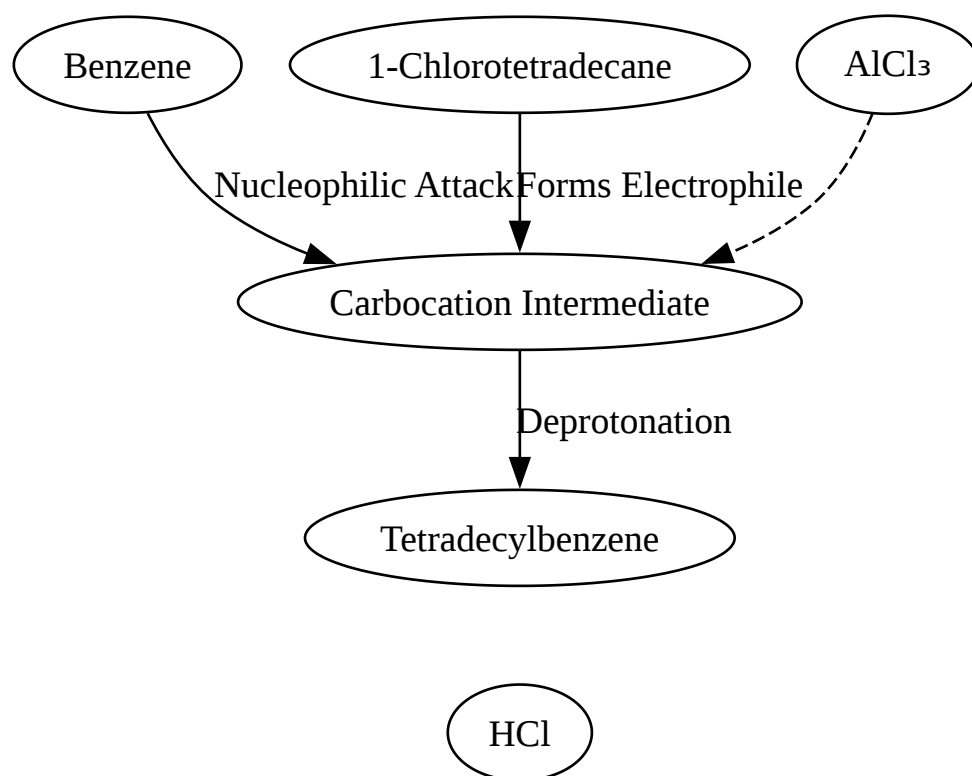 Benzene
1-Chlorotetradecane
AlCl₃
Nucleophilic Attack
Forms Electrophile
Carbocation Intermediate
Deprotonation
Tetradecylbenzene
HCl